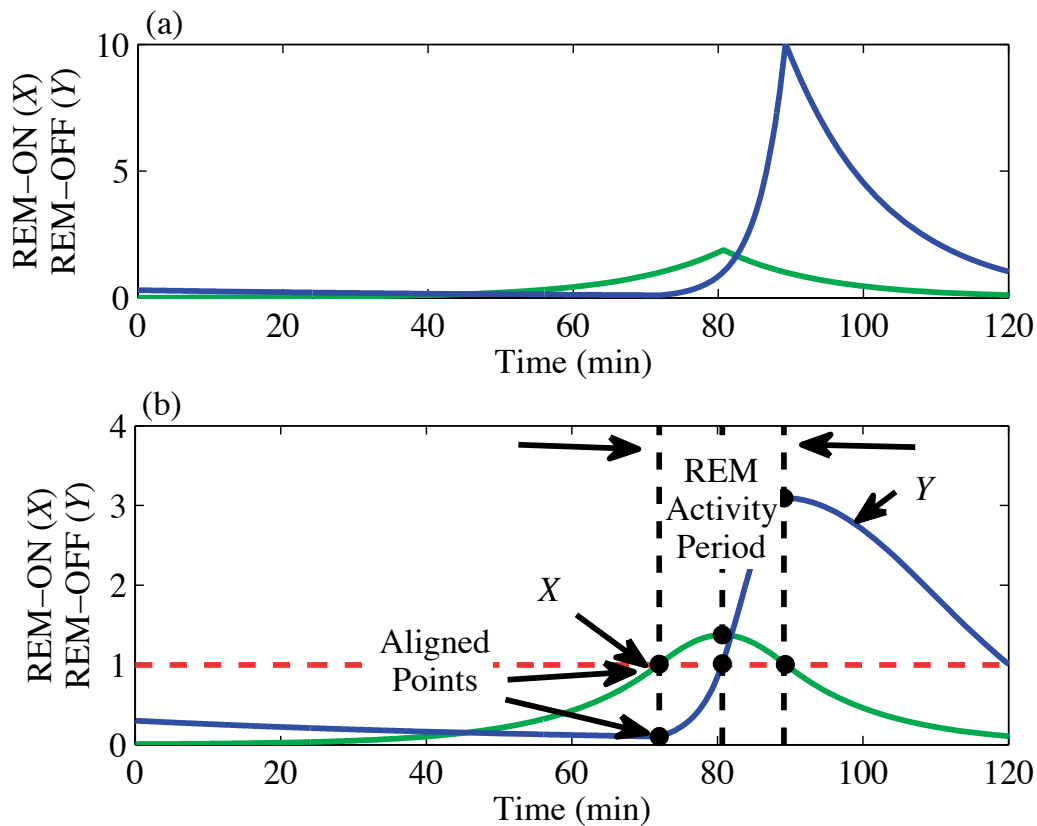 (a)
REM–ON (X)
REM–OFF (Y)
10
5
0
0 20 40 60 80 100 120
Time (min)
(b)
REM–ON (X)
REM–OFF (Y)
4
3
2
1
0
REM
Activity
Period
Y
X
Aligned
Points
0 20 40 60 80 100 120
Time (min)